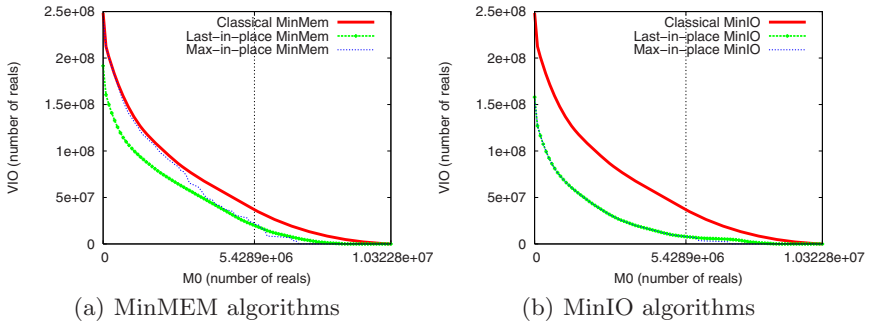 2.5e+08
2e+08
1.5e+08
1e+08
5e+07
0
VIO (number of reals)
Classical MinMem
Last-in-place MinMem
Max-in-place MinMem
0
5.42899e+06
1.03228e+07
M0 (number of reals)
(a) MinMEM algorithms
2.5e+08
2e+08
1.5e+08
1e+08
5e+07
0
VIO (number of reals)
Classical MinIO
Last-in-place MinIO
Max-in-place MinIO
0
5.4289e+06
1.03228e+07
M0 (number of reals)
(b) MinIO algorithms